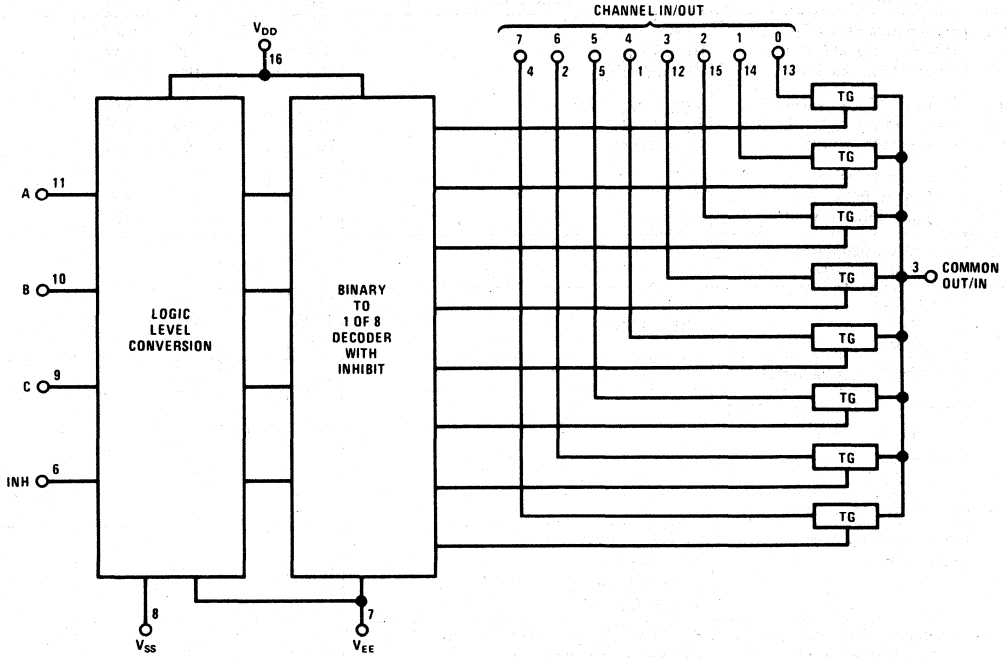 CHANNEL IN/OUT
VDD
7 6 5 4 3 2 1 0
16
4 2 5 1 12 15 14 13
TG
TG
A 11
TG
3 COMMON
OUT/IN
TG
B 10
LOGIC
LEVEL
CONVERSION
BINARY
TO
1 OF 8
DECODER
WITH
INHIBIT
TG
C 9
TG
TG
INH 6
TG
8
VSS
7
VEE